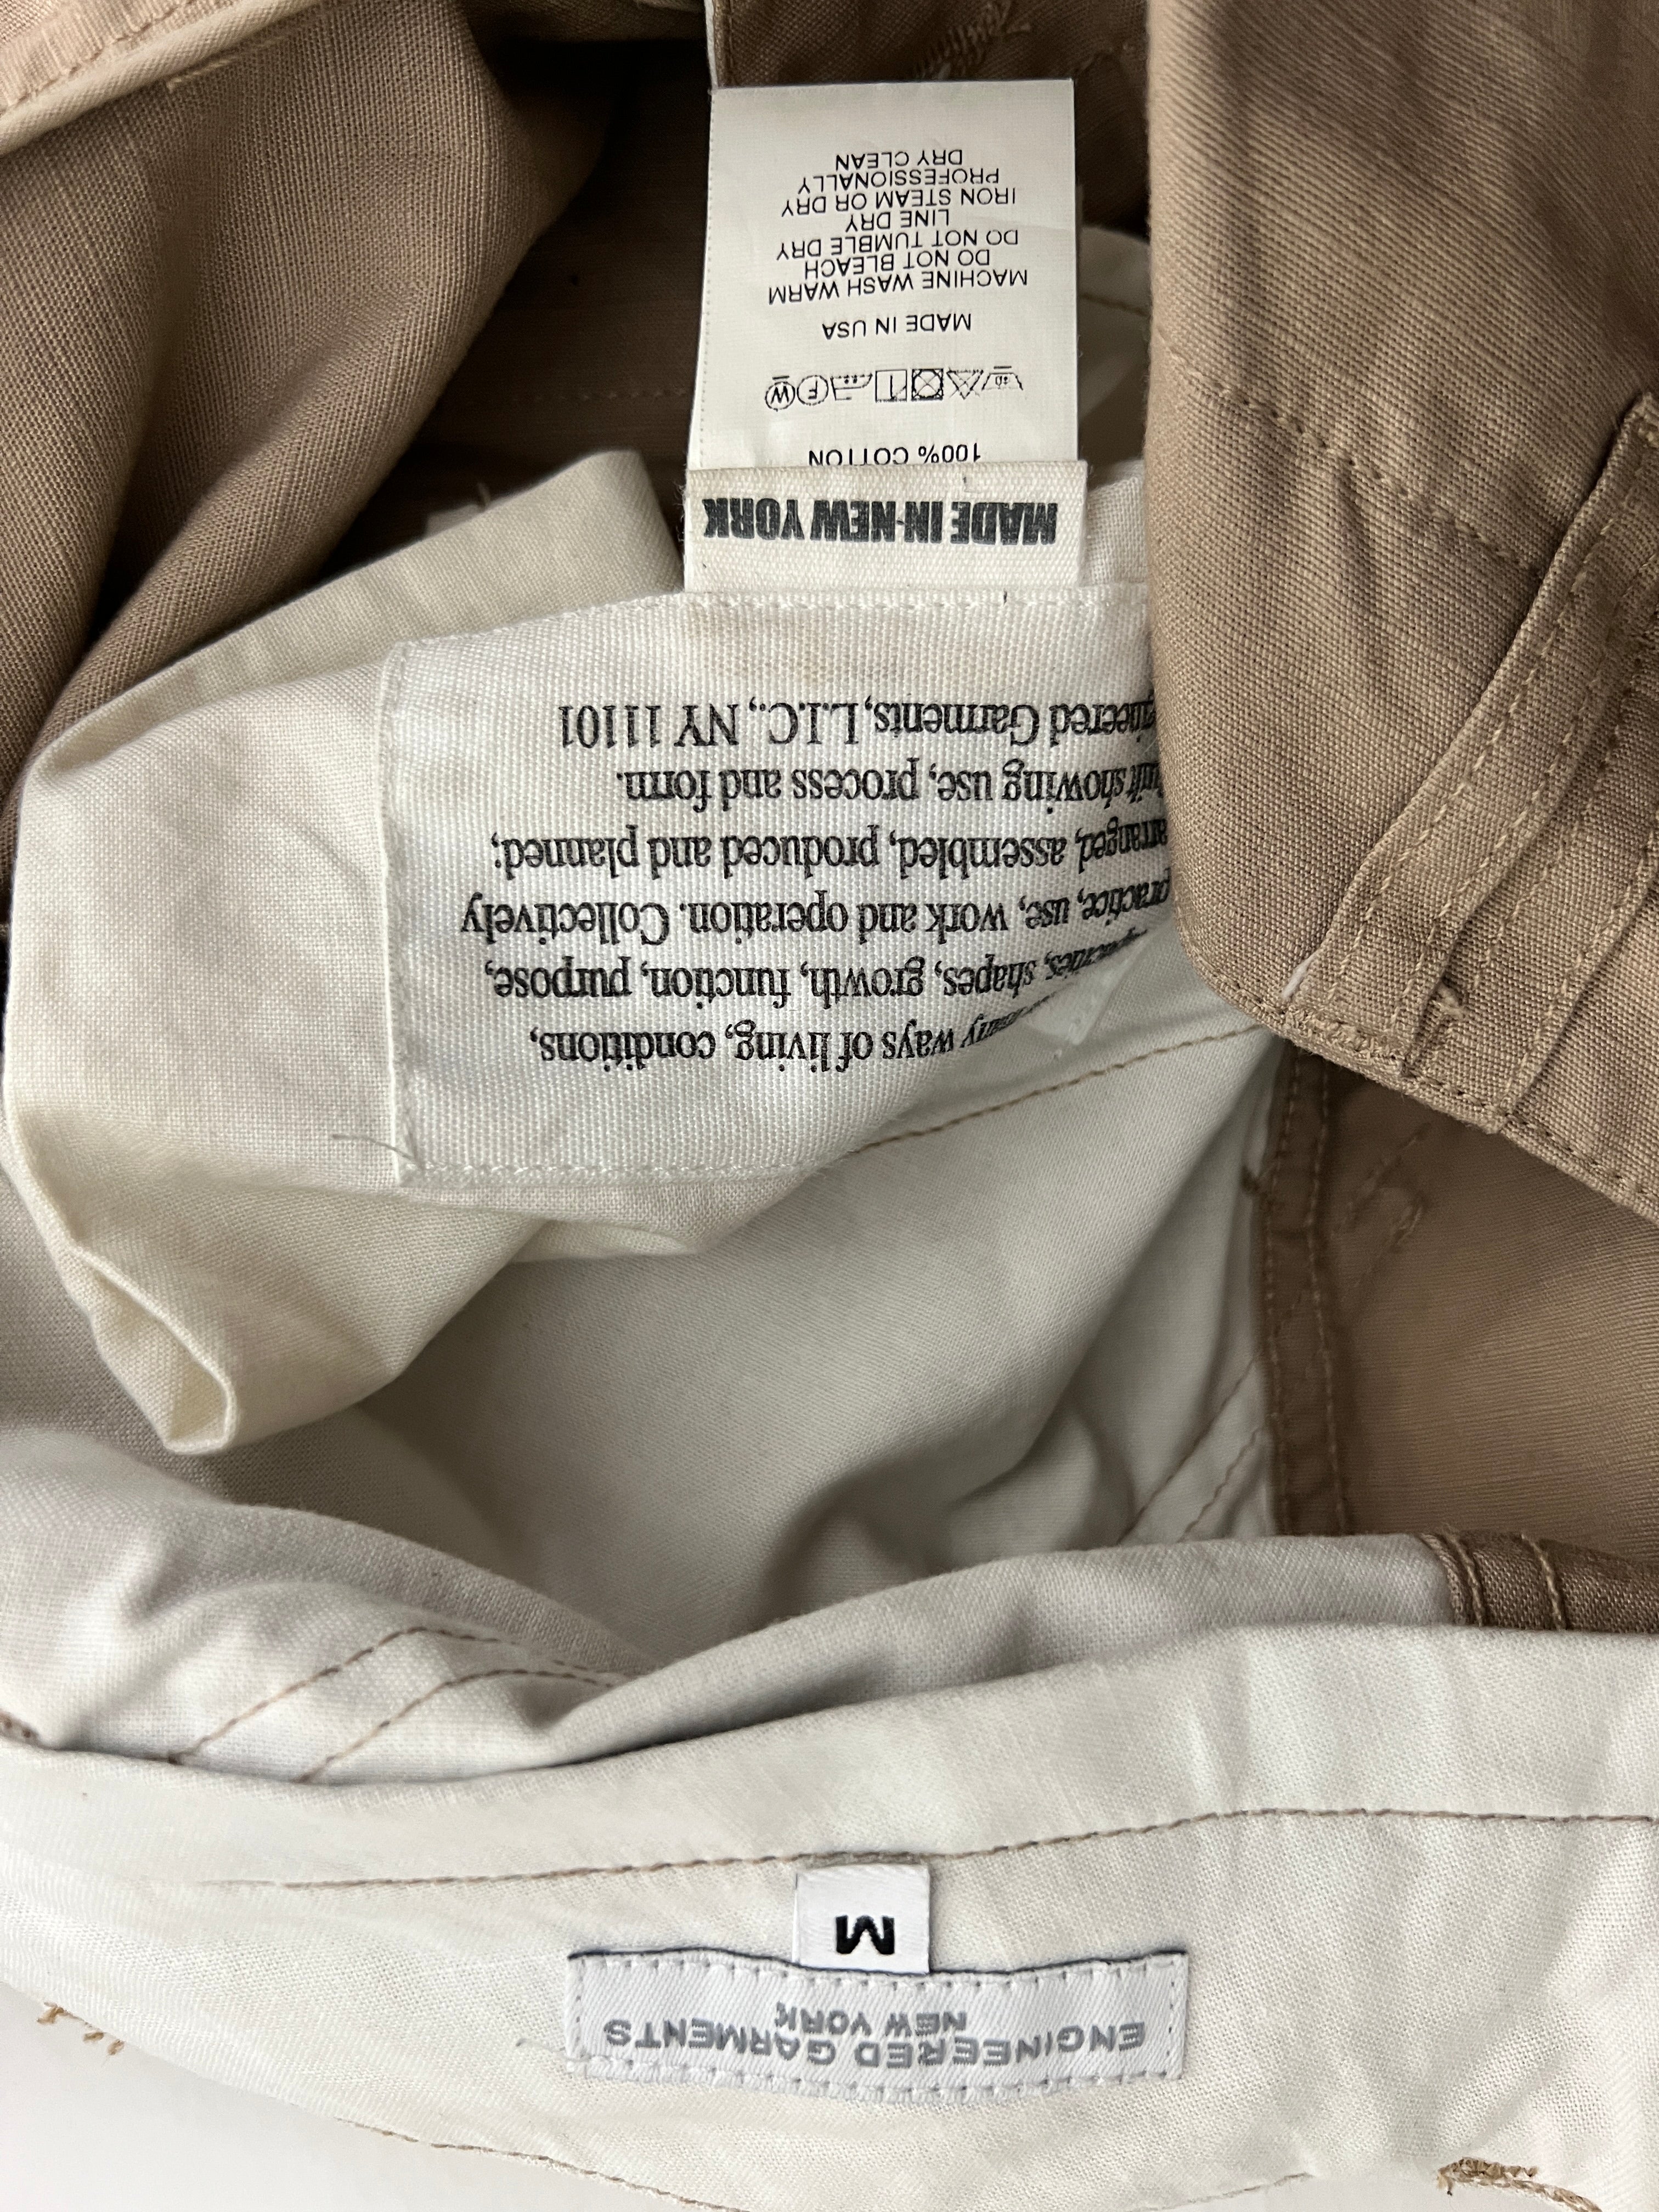 ENGINEERED GARMENTS
NEW YORK
M
many ways of living, conditions,
shapes, growth, function, purpose,
practice, use, work and operation. Collectively
arranged, assembled, produced and planned;
showing use, process and form.
Garments, L.I.C., NY 11101
MADE IN NEW YORK
100% COTTON
W F
MADE IN USA
MACHINE WASH WARM
DO NOT BLEACH
DO NOT TUMBLE DRY
LINE DRY
IRON STEAM OR DRY
PROFESSIONALLY
DRY CLEAN